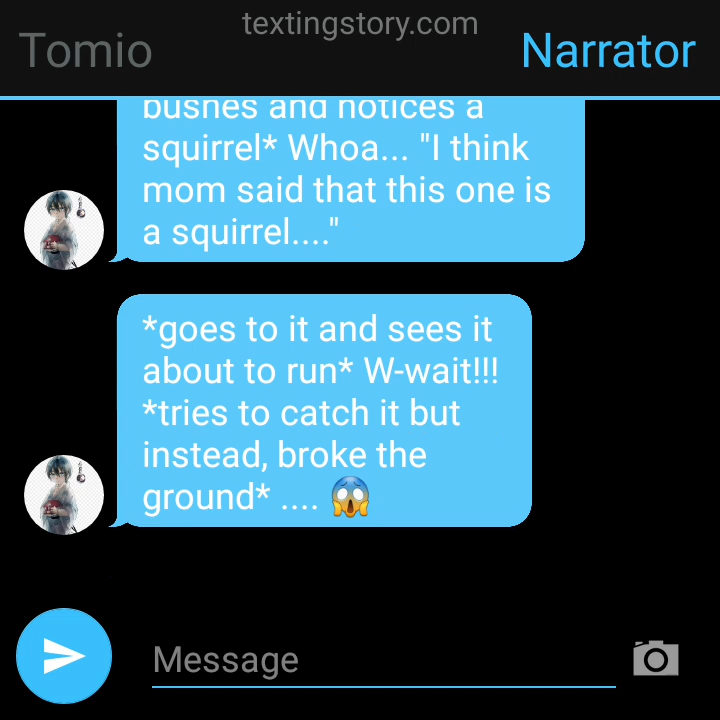 textingstory.com
Tomio
Narrator
bushes and notices a
squirrel* Whoa... "I think
mom said that this one is
a squirrel...."
*goes to it and sees it
about to run* W-wait!!!
*tries to catch it but
instead, broke the
ground* .... 😱
Message